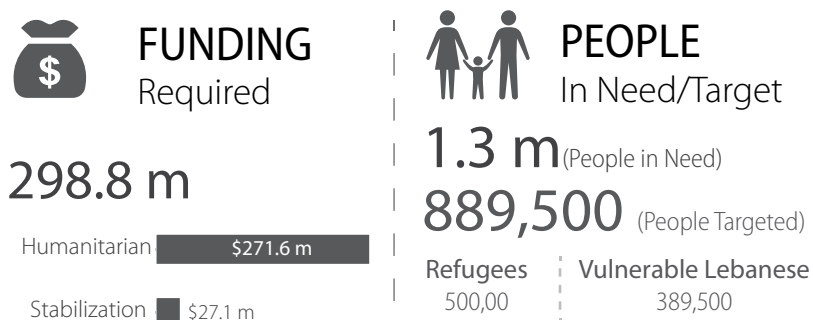 $
FUNDING
Required
298.8 m
Humanitarian $271.6 m
Stabilization $27.1 m
PEOPLE
In Need/Target
1.3 m (People in Need)
889,500 (People Targeted)
Refugees
500,00
Vulnerable Lebanese
389,500